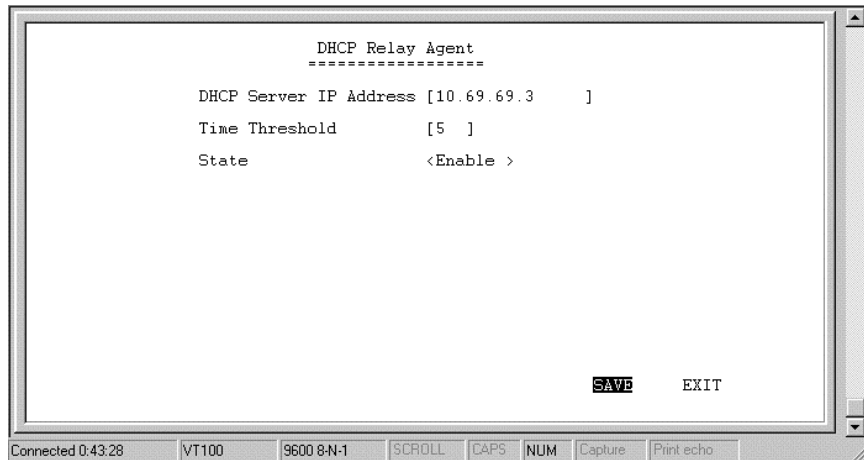 DHCP Relay Agent
==================
DHCP Server IP Address [10.69.69.3     ]
Time Threshold [5  ]
State <Enable >
SAVE EXIT
Connected 0:43:28 VT100 9600 8-N-1 SCROLL CAPS NUM Capture Print echo